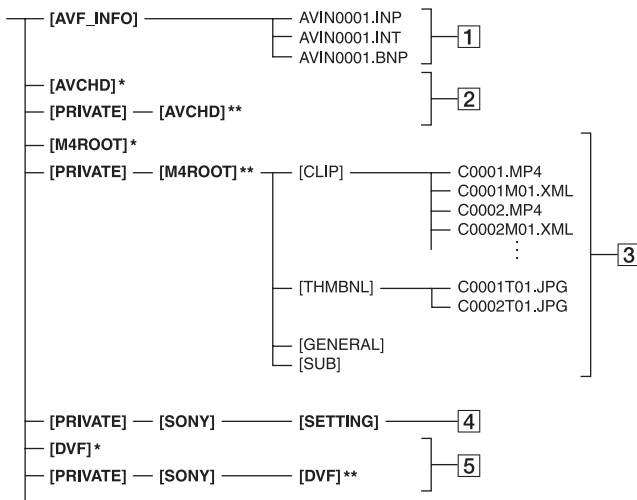 [AVF_INFO] AVIN0001.INP
AVIN0001.INT
AVIN0001.BNP
1
[AVCHD]*
[PRIVATE] [AVCHD]**
2
[M4ROOT]*
[PRIVATE] [M4ROOT]** [CLIP] C0001.MP4
C0001M01.XML
C0002.MP4
C0002M01.XML
3
[THMBNL] C0001T01.JPG
C0002T01.JPG
[GENERAL]
[SUB]
[PRIVATE] [SONY] [SETTING] 4
[DVF]*
[PRIVATE] [SONY] [DVF]**
5